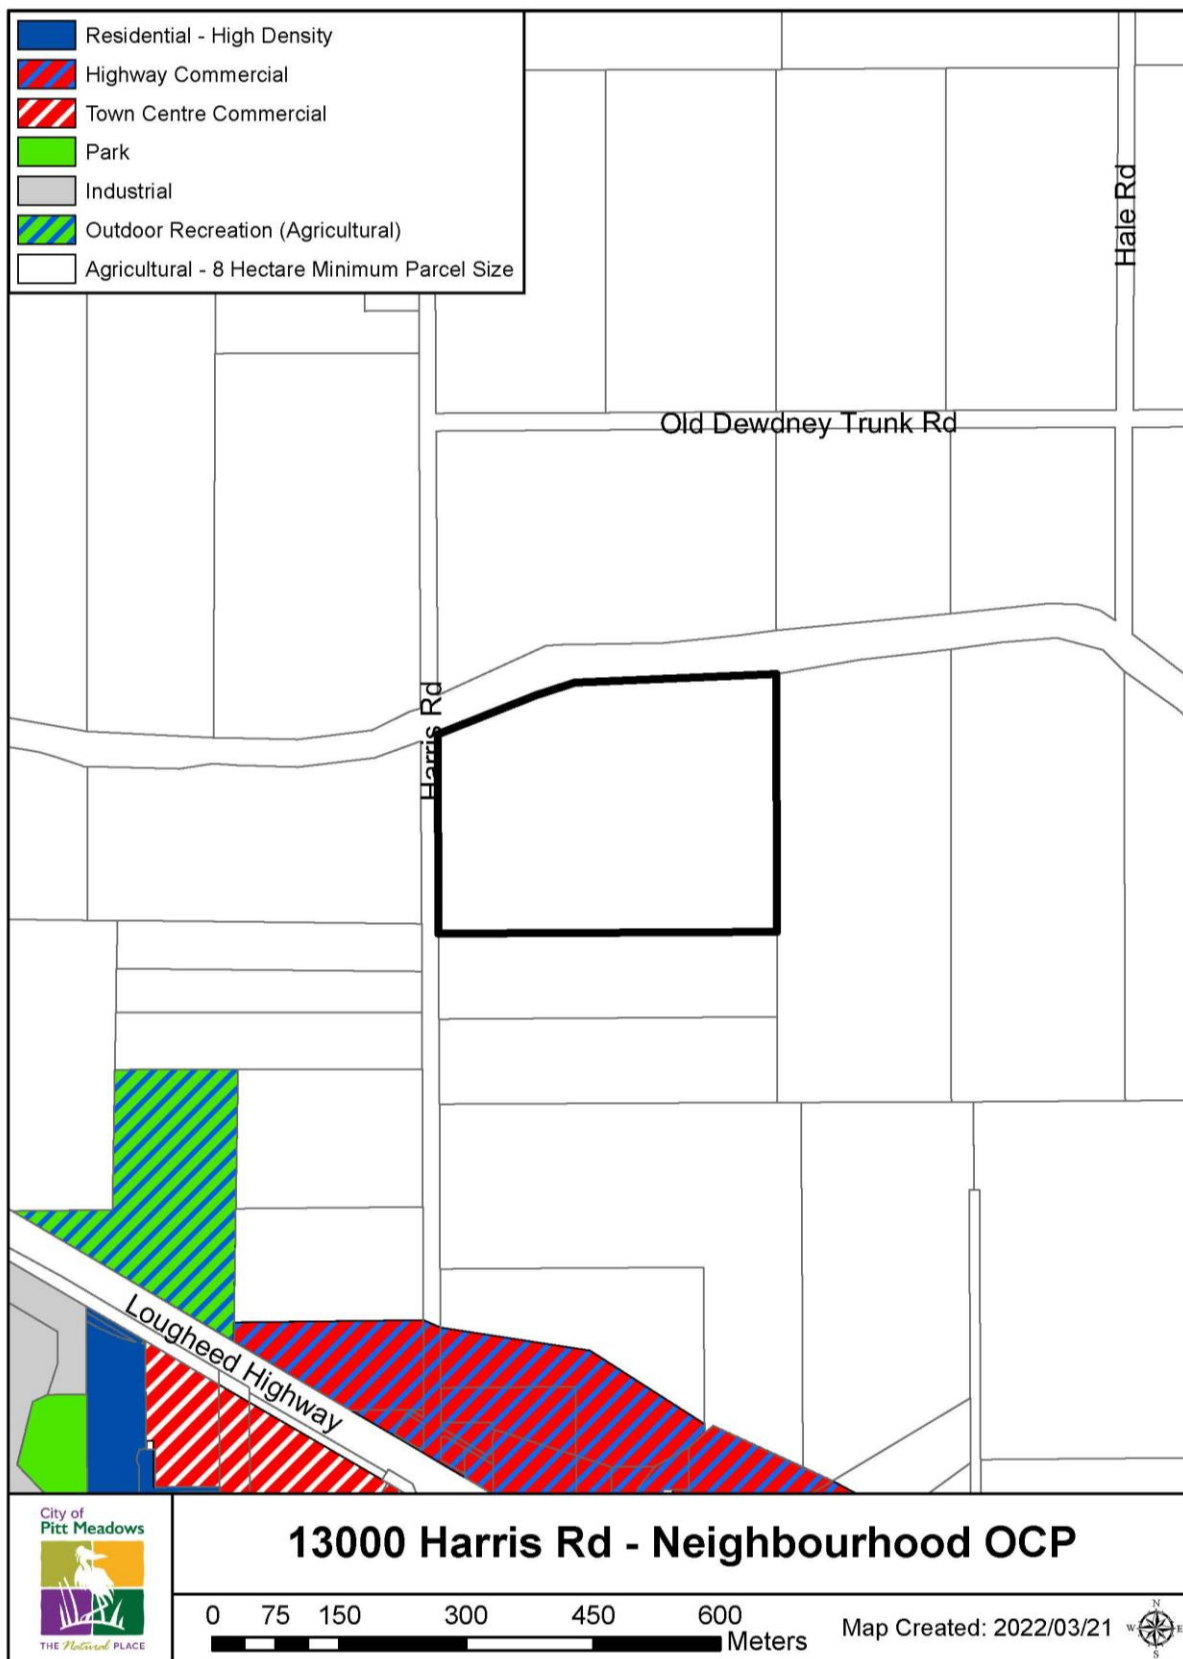 Residential - High Density
Highway Commercial
Town Centre Commercial
Park
Industrial
Outdoor Recreation (Agricultural)
Agricultural - 8 Hectare Minimum Parcel Size
Hale Rd
Old Dewdney Trunk Rd
Harris Rd
Lougheed Highway
City of
Pitt Meadows
THE Natural PLACE
13000 Harris Rd - Neighbourhood OCP
0 75 150 300 450 600
Meters
Map Created: 2022/03/21
N
W E
S